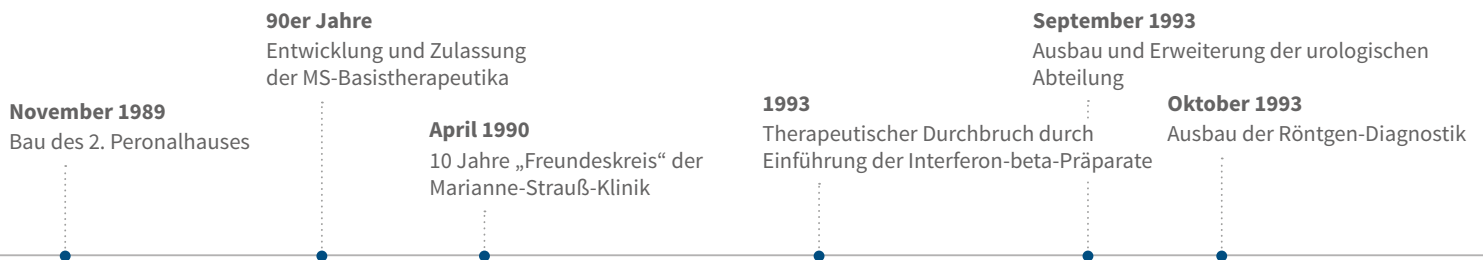 November 1989
Bau des 2. Peronalhauses
90er Jahre
Entwicklung und Zulassung
der MS-Basistherapeutika
April 1990
10 Jahre „Freundeskreis“ der
Marianne-Strauß-Klinik
1993
Therapeutischer Durchbruch durch
Einführung der Interferon-beta-Präparate
September 1993
Ausbau und Erweiterung der urologischen
Abteilung
Oktober 1993
Ausbau der Röntgen-Diagnostik